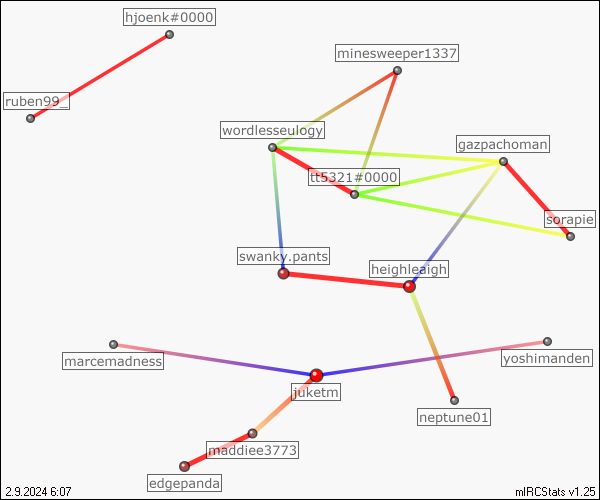 hjoenk#0000
minesweeper1337
ruben99_
wordlesseulogy
gazpachoman
tt5321#0000
sorapie
swanky.pants
heighleaigh
marcemadness
yoshimanden
juketm
neptune01
maddiee3773
edgepanda
2.9.2024 6:07
mIRCStats v1.25